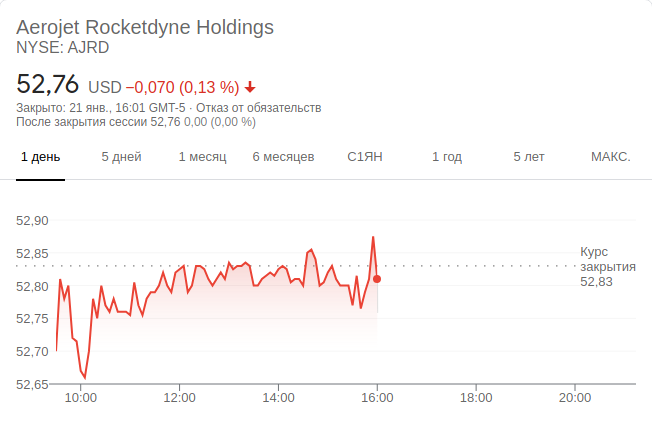 Aerojet Rocketdyne Holdings
NYSE: AJRD
52,76 USD −0,070 (0,13 %)
Закрыто: 21 янв., 16:01 GMT-5 · Отказ от обязательств
После закрытия сессии 52,76 0,00 (0,00 %)
1 день 5 дней 1 месяц 6 месяцев С1ЯН 1 год 5 лет МАКС.
52,90
52,85
Курс
закрытия
52,83
52,80
52,75
52,70
52,65
10:00 12:00 14:00 16:00 18:00 20:00